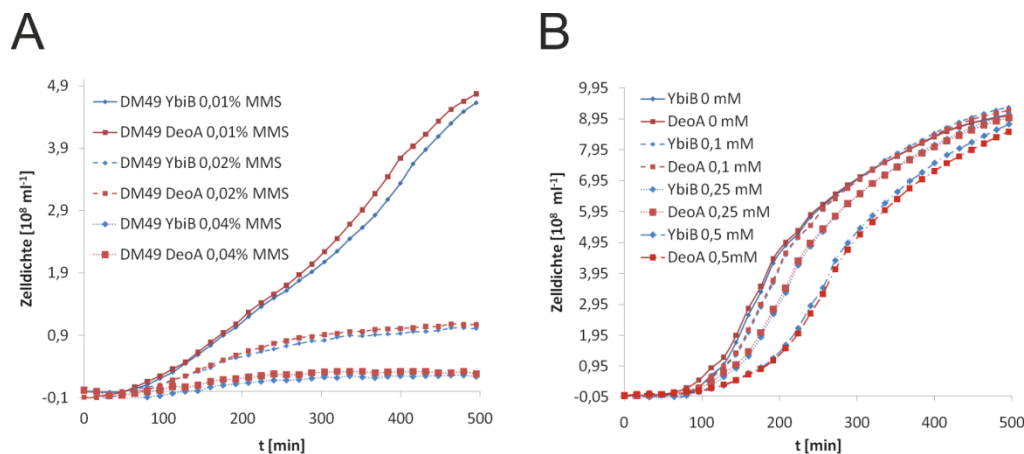 A
Zelldichte [10⁸ ml⁻¹]
4,9
3,9
2,9
1,9
0,9
-0,1
DM49 YbiB 0,01% MMS
DM49 DeoA 0,01% MMS
DM49 YbiB 0,02% MMS
DM49 DeoA 0,02% MMS
DM49 YbiB 0,04% MMS
DM49 DeoA 0,04% MMS
0 100 200 300 400 500
t [min]
B
Zelldichte [10⁸ ml⁻¹]
9,95
8,95
7,95
6,95
5,95
4,95
3,95
2,95
1,95
0,95
-0,05
YbiB 0 mM
DeoA 0 mM
YbiB 0,1 mM
DeoA 0,1 mM
YbiB 0,25 mM
DeoA 0,25 mM
YbiB 0,5 mM
DeoA 0,5mM
0 100 200 300 400 500
t [min]